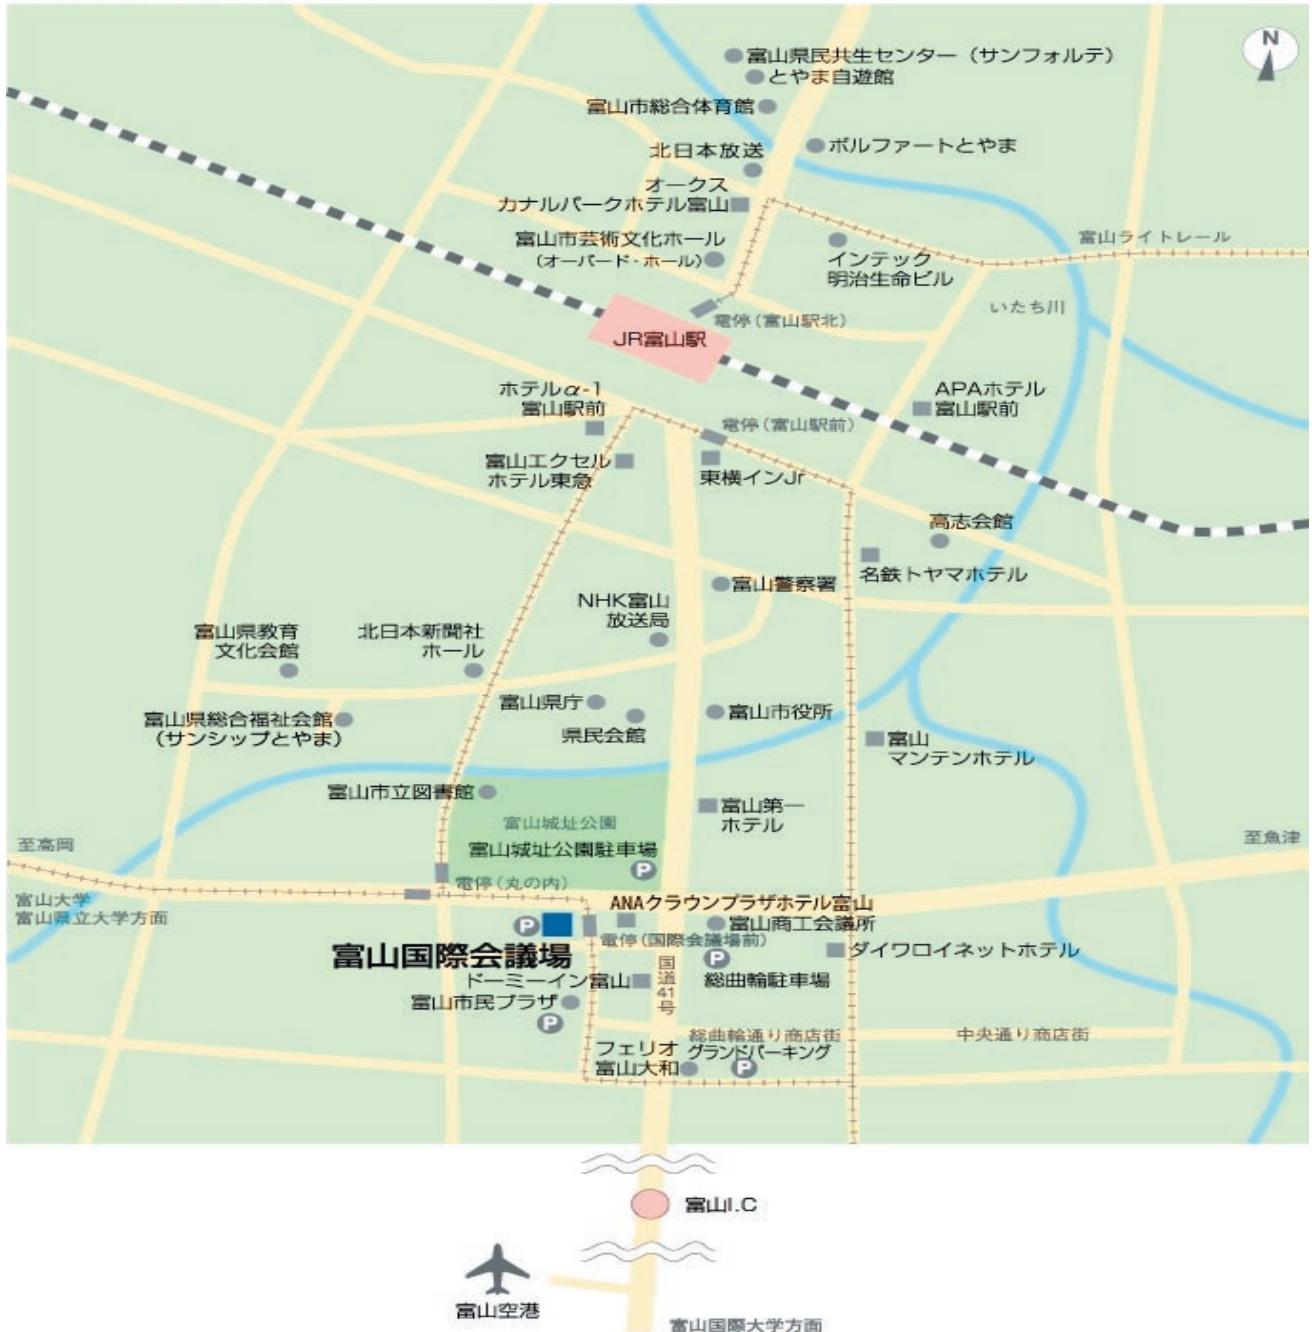 N
富山県民共生センター（サンフォルテ）
とやま自遊館
富山市総合体育館
ボルファートとやま
北日本放送
オークス
カナルパークホテル富山
富山市芸術文化ホール
（オーバード・ホール）
インテック
明治生命ビル
富山ライトレール
いたち川
電停（富山駅北）
JR富山駅
ホテルα-1
富山駅前
APAホテル
富山駅前
電停（富山駅前）
富山エクセル
ホテル東急
東横インJr
高志会館
名鉄トヤマホテル
富山警察署
NHK富山
放送局
富山県教育
文化会館
北日本新聞社
ホール
富山県庁
県民会館
富山市役所
富山県総合福祉会館
（サンシップとやま）
富山
マンテンホテル
富山市立図書館
富山第一
ホテル
富山城址公園
富山城址公園駐車場
P
至高岡
至魚津
電停（丸の内）
富山大学
富山県立大学方面
ANAクラウンプラザホテル富山
富山商工会議所
P
電停（国際会議場前）
富山国際会議場
ダイワロイネットホテル
P
総曲輪駐車場
国道41号
ドーミーイン富山
富山市民プラザ
P
総曲輪通り商店街
中央通り商店街
フェリオ
富山大和
グランドパーキング
P
富山I.C
富山空港
富山国際大学方面